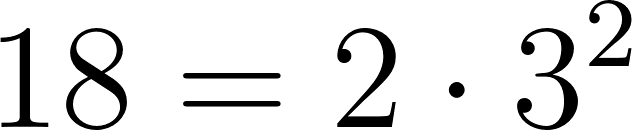 18 = 2 · 3²